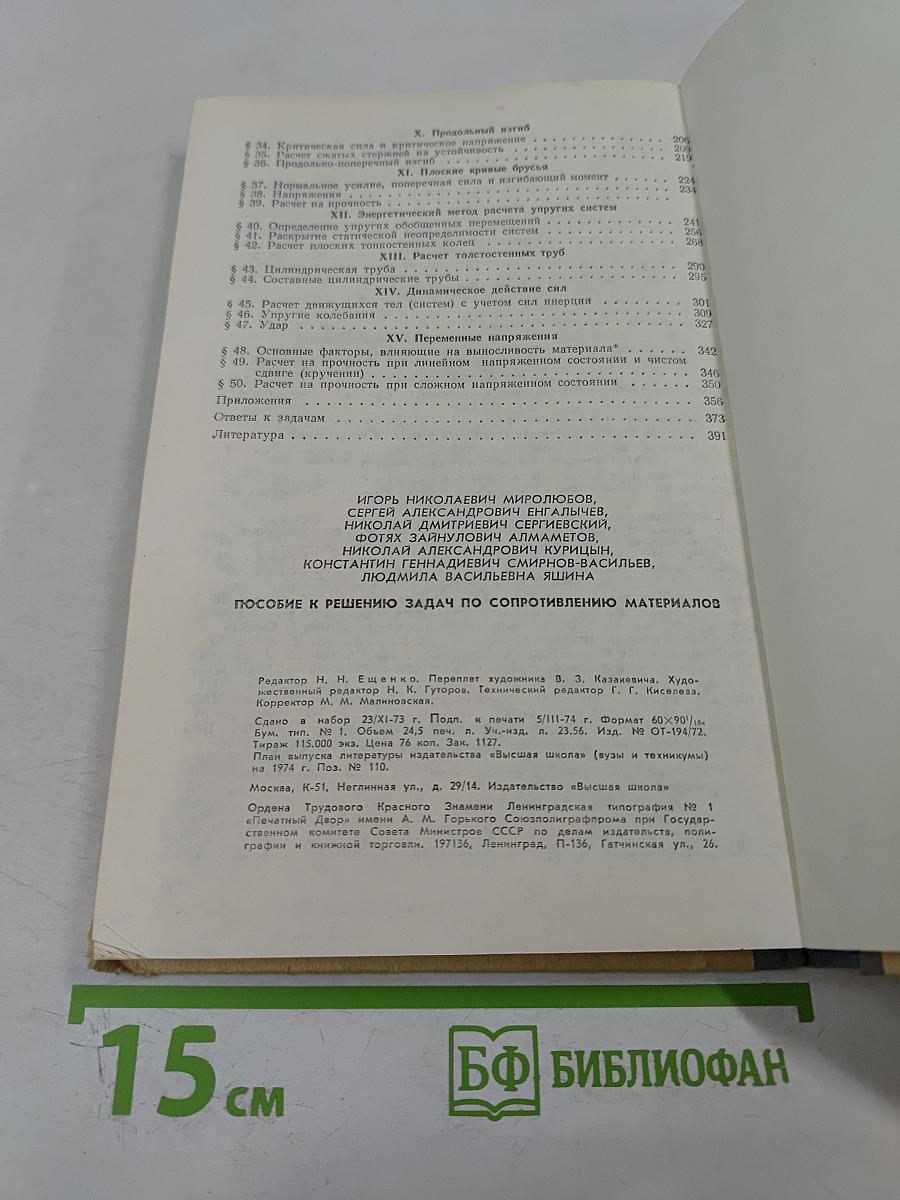 X. Продольный изгиб
§ 34. Критическая сила и критическое напряжение . . . . . . . . . . . . . 206
§ 35. Расчет сжатых стержней на устойчивость . . . . . . . . . . . . . . 209
§ 36. Продольно-поперечный изгиб . . . . . . . . . . . . . . . . . . . . 219
XI. Плоские кривые брусья
§ 37. Нормальное усилие, поперечная сила и изгибающий момент . . . . . . 224
§ 38. Напряжения . . . . . . . . . . . . . . . . . . . . . . . . . . . . 234
§ 39. Расчет на прочность . . . . . . . . . . . . . . . . . . . . . . . .
XII. Энергетический метод расчета упругих систем
§ 40. Определение упругих обобщенных перемещений . . . . . . . . . . . . 241
§ 41. Раскрытие статической неопределимости систем . . . . . . . . . . . 256
§ 42. Расчет плоских тонкостенных колец . . . . . . . . . . . . . . . . . 268
XIII. Расчет толстостенных труб
§ 43. Цилиндрическая труба . . . . . . . . . . . . . . . . . . . . . . . 290
§ 44. Составные цилиндрические трубы . . . . . . . . . . . . . . . . . . 295
XIV. Динамическое действие сил
§ 45. Расчет движущихся тел (систем) с учетом сил инерции . . . . . . . . 301
§ 46. Упругие колебания . . . . . . . . . . . . . . . . . . . . . . . . . 309
§ 47. Удар . . . . . . . . . . . . . . . . . . . . . . . . . . . . . . . 327
XV. Переменные напряжения
§ 48. Основные факторы, влияющие на выносливость материала* . . . . . . 342
§ 49. Расчет на прочность при линейном напряженном состоянии и чистом
сдвиге (кручении) . . . . . . . . . . . . . . . . . . . . . . . . . . . 346
§ 50. Расчет на прочность при сложном напряженном состоянии . . . . . . 350
Приложения . . . . . . . . . . . . . . . . . . . . . . . . . . . . . . 356
Ответы к задачам . . . . . . . . . . . . . . . . . . . . . . . . . . . 373
Литература . . . . . . . . . . . . . . . . . . . . . . . . . . . . . . 391
ИГОРЬ НИКОЛАЕВИЧ МИРОЛЮБОВ,
СЕРГЕЙ АЛЕКСАНДРОВИЧ ЕНГАЛЫЧЕВ,
НИКОЛАЙ ДМИТРИЕВИЧ СЕРГИЕВСКИЙ,
ФОТЯХ ЗАЙНУЛОВИЧ АЛМАМЕТОВ,
НИКОЛАЙ АЛЕКСАНДРОВИЧ КУРИЦЫН,
КОНСТАНТИН ГЕННАДИЕВИЧ СМИРНОВ-ВАСИЛЬЕВ,
ЛЮДМИЛА ВАСИЛЬЕВНА ЯШИНА
ПОСОБИЕ К РЕШЕНИЮ ЗАДАЧ ПО СОПРОТИВЛЕНИЮ МАТЕРИАЛОВ
Редактор Н. Н. Ещенко. Переплет художника В. З. Казакевича. Худо-
жественный редактор Н. К. Гуторов. Технический редактор Г. Г. Киселева.
Корректор М. М. Малиновская.
Сдано в набор 23/XI-73 г. Подп. к печати 5/III-74 г. Формат 60×90¹/₁₆.
Бум. тип. № 1. Объем 24,5 печ. л. Уч.-изд. л. 23.56. Изд. № ОТ-194/72.
Тираж 115.000 экз. Цена 76 коп. Зак. 1127.
План выпуска литературы издательства «Высшая школа» (вузы и техникумы)
на 1974 г. Поз. № 110.
Москва, К-51, Неглинная ул., д. 29/14. Издательство «Высшая школа»
Ордена Трудового Красного Знамени Ленинградская типография № 1
«Печатный Двор» имени А. М. Горького Союзполиграфпрома при Государ-
ственном комитете Совета Министров СССР по делам издательств, поли-
графии и книжной торговли. 197136, Ленинград, П-136, Гатчинская ул., 26.
15 см
БФ БИБЛИОФАН